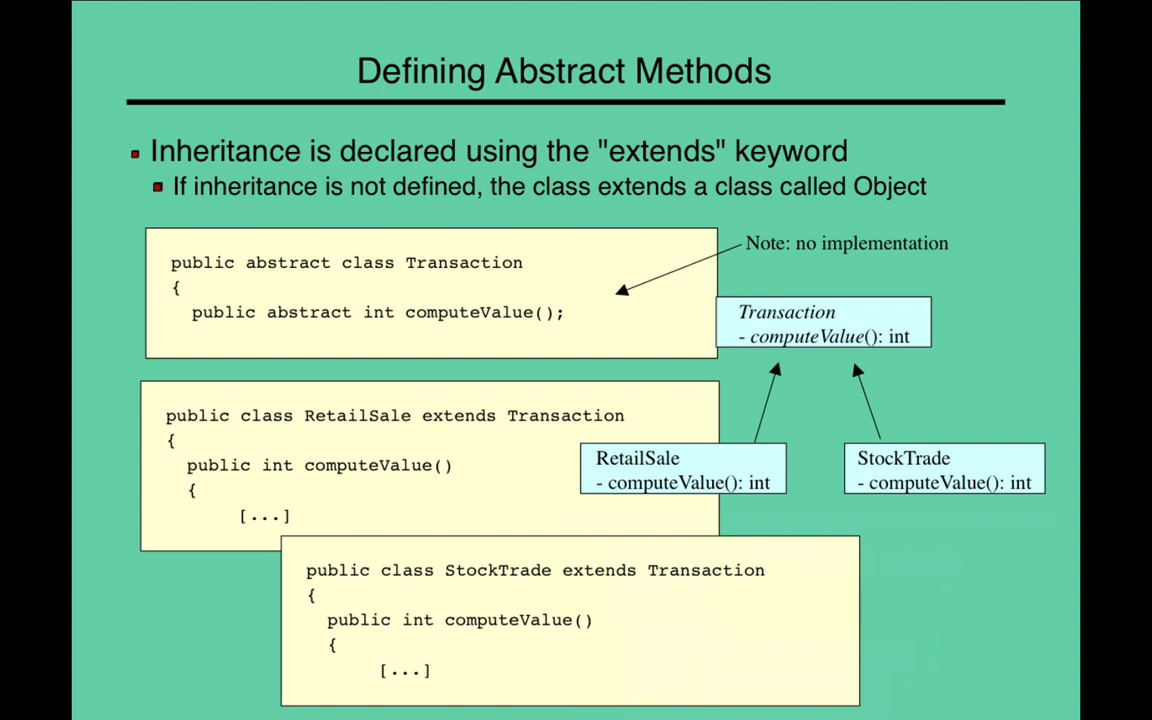 Defining Abstract Methods
Inheritance is declared using the "extends" keyword
If inheritance is not defined, the class extends a class called Object
Note: no implementation
public abstract class Transaction
{
public abstract int computeValue();
Transaction
- computeValue(): int
public class RetailSale extends Transaction
{
public int computeValue()
{
[...]
RetailSale
- computeValue(): int
StockTrade
- computeValue(): int
public class StockTrade extends Transaction
{
public int computeValue()
{
[...]